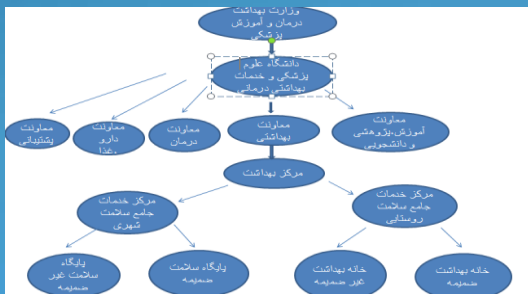 وزارت بهداشت
درمان و آموزش
پزشکی
دانشگاه علوم
پزشکی و خدمات
بهداشتی درمانی
معاونت
آموزش-پژوهشی
و دانشجویی
معاونت
بهداشتی
معاونت
درمان
معاونت
دارو
غذا.
معاونت
پشتیبانی
مرکز بهداشت
مرکز خدمات
جامع سلامت
روستایی
مرکز خدمات
جامع سلامت
شهری
خانه بهداشت
ضمیمه
خانه بهداشت
غیر ضمیمه
پایگاه سلامت
ضمیمه
پایگاه
سلامت غیر
ضمیمه